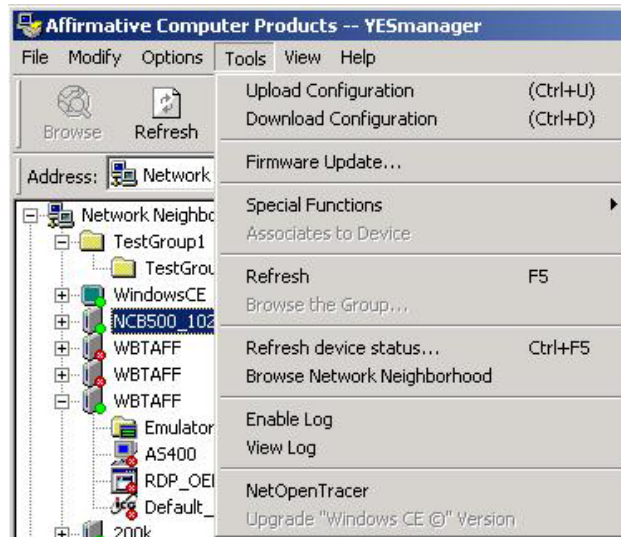 Affirmative Computer Products -- YESmanager
File Modify Options Tools View Help
Browse Refresh
Address: Network
Upload Configuration (Ctrl+U)
Download Configuration (Ctrl+D)
Firmware Update...
Special Functions
Associates to Device
Refresh F5
Browse the Group...
Refresh device status... Ctrl+F5
Browse Network Neighborhood
Enable Log
View Log
NetOpenTracer
Upgrade "Windows CE ©" Version
Network Neighbo
TestGroup1
TestGrou
WindowsCE
NCB500_102
WBTAFF
WBTAFF
WBTAFF
Emulator
AS400
RDP_OEI
Default_
200k